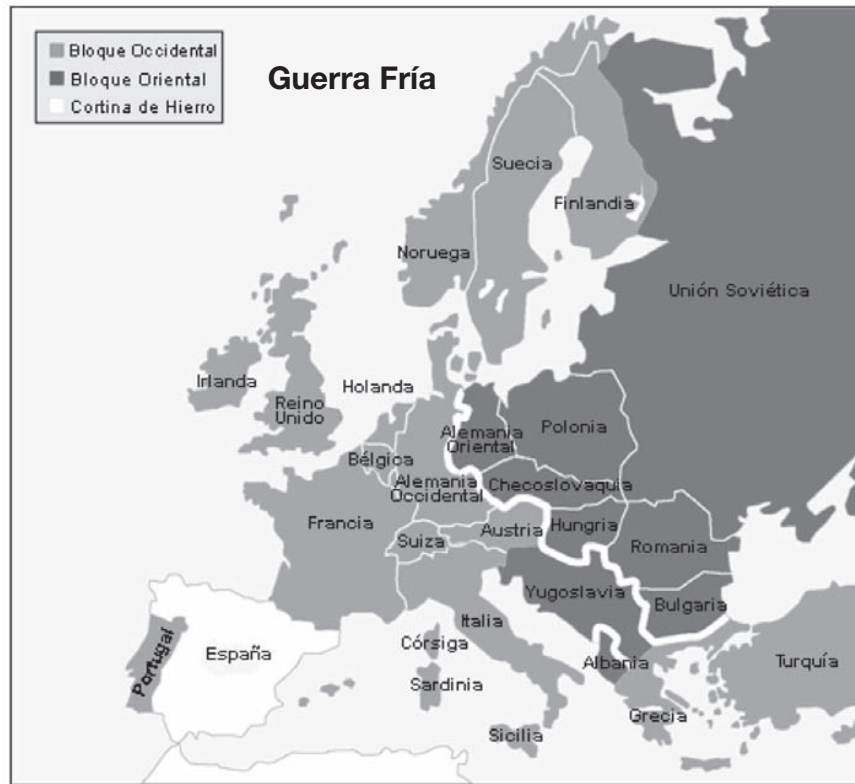 Bloque Occidental
Bloque Oriental
Cortina de Hierro
Guerra Fría
Suecia
Finlandia
Noruega
Unión Soviética
Irlanda
Reino
Unido
Holanda
Alemania
Oriental
Polonia
Bélgica
Alemania
Occidental
Checoslovaquia
Francia
Suiza
Austria
Hungria
Romania
Yugoslavia
Bulgaria
Portugal
España
Italia
Córsiga
Sardinia
Albania
Turquía
Grecia
Sicilia